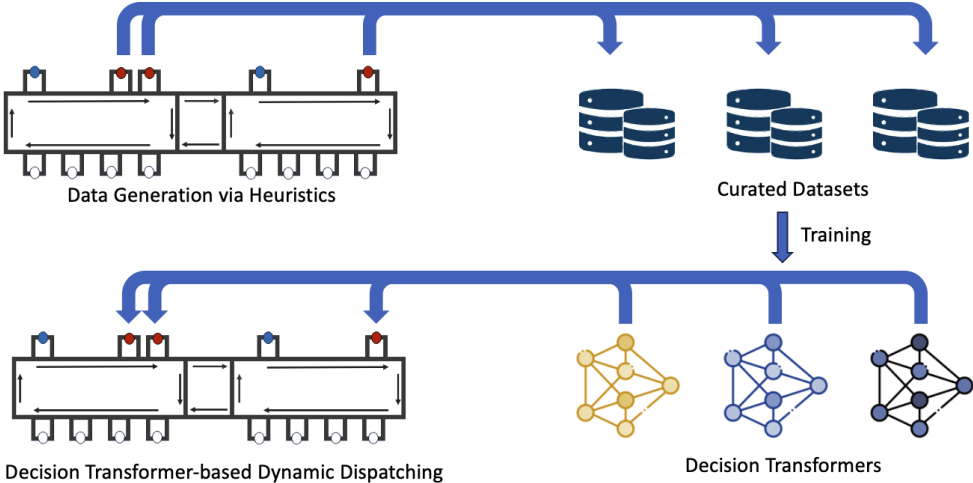 Data Generation via Heuristics
Curated Datasets
Training
Decision Transformer-based Dynamic Dispatching
Decision Transformers